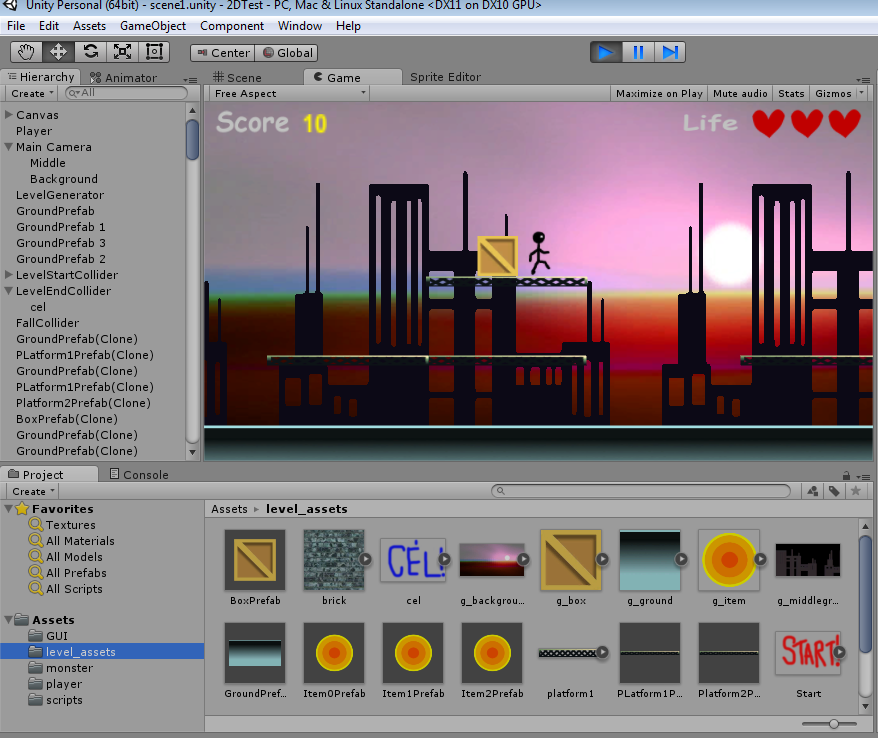 Unity Personal (64bit) - scene1.unity - 2DTest - PC, Mac & Linux Standalone <DX11 on DX10 GPU>
File Edit Assets GameObject Component Window Help
Center Global
Hierarchy Animator
Create All
Canvas
Player
Main Camera
Middle
Background
LevelGenerator
GroundPrefab
GroundPrefab 1
GroundPrefab 3
GroundPrefab 2
LevelStartCollider
LevelEndCollider
cel
FallCollider
GroundPrefab(Clone)
PLatform1Prefab(Clone)
GroundPrefab(Clone)
PLatform1Prefab(Clone)
Platform2Prefab(Clone)
BoxPrefab(Clone)
GroundPrefab(Clone)
GroundPrefab(Clone)
Scene Game Sprite Editor
Free Aspect Maximize on Play Mute audio Stats Gizmos
Score 10 Life
Project Console
Create
Favorites
Textures
All Materials
All Models
All Prefabs
All Scripts
Assets
GUI
level_assets
monster
player
scripts
Assets level_assets
CÉL!
BoxPrefab brick cel g_backgrou... g_box g_ground g_item g_middlegr...
START!
GroundPref... Item0Prefab Item1Prefab Item2Prefab platform1 PLatform1P... Platform2P... Start